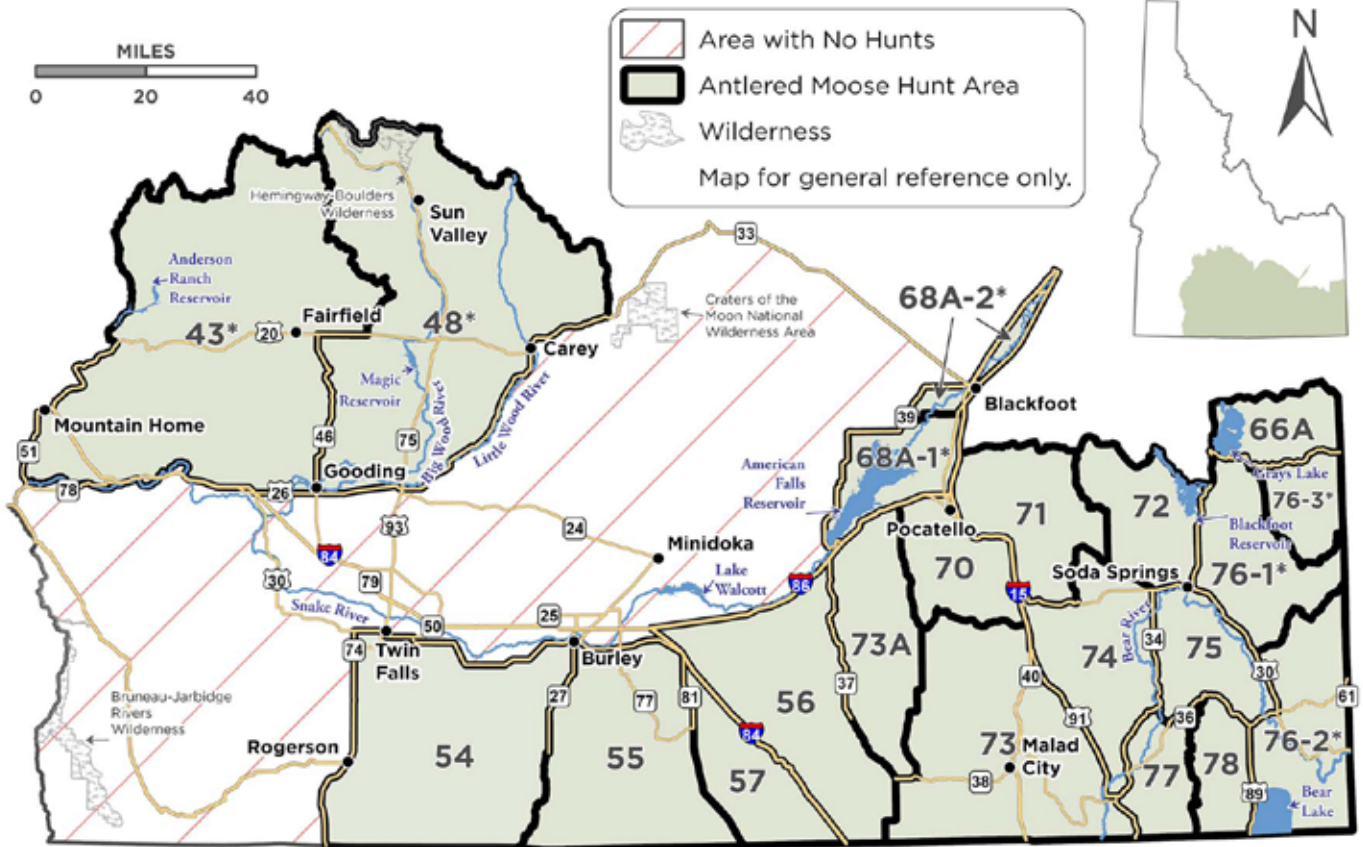 MILES
0 20 40
Area with No Hunts
Antlered Moose Hunt Area
Wilderness
Map for general reference only.
N
Hemingway-Boulders
Wilderness
Sun
Valley
33
Anderson
Ranch
Reservoir
Craters of the
Moon National
Wilderness Area
68A-2*
43*
20
Fairfield
48*
Carey
Magic
Reservoir
Big Wood River
Little Wood River
Blackfoot
39
Mountain Home
51
46
75
68A-1*
66A
Grays Lake
American
Falls
Reservoir
78
Gooding
26
76-3*
72
71
Blackfoot
Reservoir
Pocatello
93
24
84
Minidoka
70
Soda Springs
76-1*
79
30
Lake
Walcott
86
15
Snake River
50
25
Twin
Falls
74
Burley
73A
74
Bear River
34
75
27
77
81
37
40
30
61
56
91
36
76-2*
Bruneau-Jarbidge
Rivers
Wilderness
84
Rogerson
54
55
57
73
Malad
City
38
77
78
89
Bear
Lake